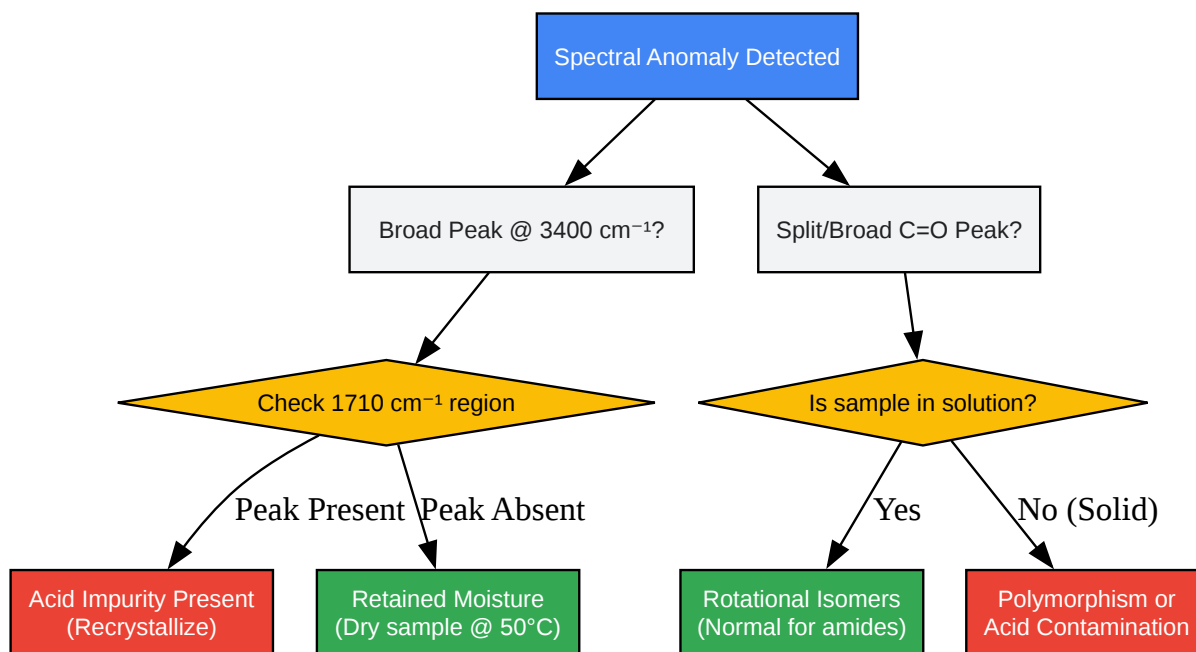 Spectral Anomaly Detected
Broad Peak @ 3400 cm⁻¹?
Split/Broad C=O Peak?
Check 1710 cm⁻¹ region
Is sample in solution?
Peak Present
Peak Absent
Yes
No (Solid)
Acid Impurity Present
(Recrystallize)
Retained Moisture
(Dry sample @ 50°C)
Rotational Isomers
(Normal for amides)
Polymorphism or
Acid Contamination